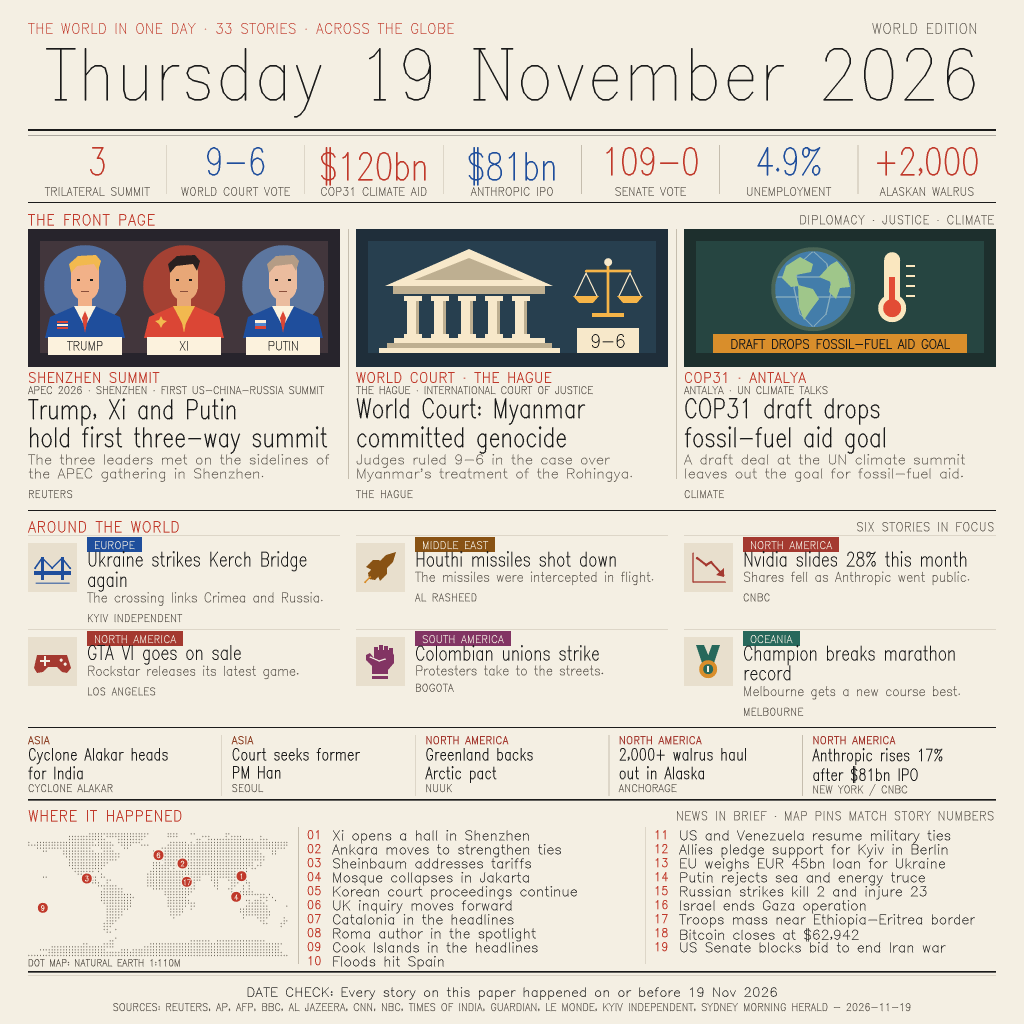 THE WORLD IN ONE DAY · 33 STORIES · ACROSS THE GLOBE
WORLD EDITION
Thursday 19 November 2026
3
TRILATERAL SUMMIT
9–6
WORLD COURT VOTE
$120bn
COP31 CLIMATE AID
$81bn
ANTHROPIC IPO
109–0
SENATE VOTE
4.9%
UNEMPLOYMENT
+2,000
ALASKAN WALRUS
THE FRONT PAGE
DIPLOMACY · JUSTICE · CLIMATE
TRUMP
XI
PUTIN
SHENZHEN SUMMIT
APEC 2026 · SHENZHEN · FIRST US–CHINA–RUSSIA SUMMIT
Trump, Xi and Putin
hold first three–way summit
The three leaders met on the sidelines of
the APEC gathering in Shenzhen.
REUTERS
9–6
WORLD COURT · THE HAGUE
THE HAGUE · INTERNATIONAL COURT OF JUSTICE
World Court: Myanmar
committed genocide
Judges ruled 9–6 in the case over
Myanmar's treatment of the Rohingya.
THE HAGUE
DRAFT DROPS FOSSIL–FUEL AID GOAL
COP31 · ANTALYA
ANTALYA · UN CLIMATE TALKS
COP31 draft drops
fossil–fuel aid goal
A draft deal at the UN climate summit
leaves out the goal for fossil–fuel aid.
CLIMATE
AROUND THE WORLD
SIX STORIES IN FOCUS
EUROPE
Ukraine strikes Kerch Bridge
again
The crossing links Crimea and Russia.
KYIV INDEPENDENT
MIDDLE EAST
Houthi missiles shot down
The missiles were intercepted in flight.
AL RASHEED
NORTH AMERICA
Nvidia slides 28% this month
Shares fell as Anthropic went public.
CNBC
NORTH AMERICA
GTA VI goes on sale
Rockstar releases its latest game.
LOS ANGELES
SOUTH AMERICA
Colombian unions strike
Protesters take to the streets.
BOGOTA
OCEANIA
Champion breaks marathon
record
Melbourne gets a new course best.
MELBOURNE
ASIA
Cyclone Alakar heads
for India
CYCLONE ALAKAR
ASIA
Court seeks former
PM Han
SEOUL
NORTH AMERICA
Greenland backs
Arctic pact
NUUK
NORTH AMERICA
2,000+ walrus haul
out in Alaska
ANCHORAGE
NORTH AMERICA
Anthropic rises 17%
after $81bn IPO
NEW YORK / CNBC
WHERE IT HAPPENED
NEWS IN BRIEF · MAP PINS MATCH STORY NUMBERS
6
2
3
17
1
4
9
DOT MAP: NATURAL EARTH 1:110M
01 Xi opens a hall in Shenzhen
02 Ankara moves to strengthen ties
03 Sheinbaum addresses tariffs
04 Mosque collapses in Jakarta
05 Korean court proceedings continue
06 UK inquiry moves forward
07 Catalonia in the headlines
08 Roma author in the spotlight
09 Cook Islands in the headlines
10 Floods hit Spain
11 US and Venezuela resume military ties
12 Allies pledge support for Kyiv in Berlin
13 EU weighs EUR 45bn loan for Ukraine
14 Putin rejects sea and energy truce
15 Russian strikes kill 2 and injure 23
16 Israel ends Gaza operation
17 Troops mass near Ethiopia–Eritrea border
18 Bitcoin closes at $62,942
19 US Senate blocks bid to end Iran war
DATE CHECK: Every story on this paper happened on or before 19 Nov 2026
SOURCES: REUTERS, AP, AFP, BBC, AL JAZEERA, CNN, NBC, TIMES OF INDIA, GUARDIAN, LE MONDE, KYIV INDEPENDENT, SYDNEY MORNING HERALD — 2026–11–19